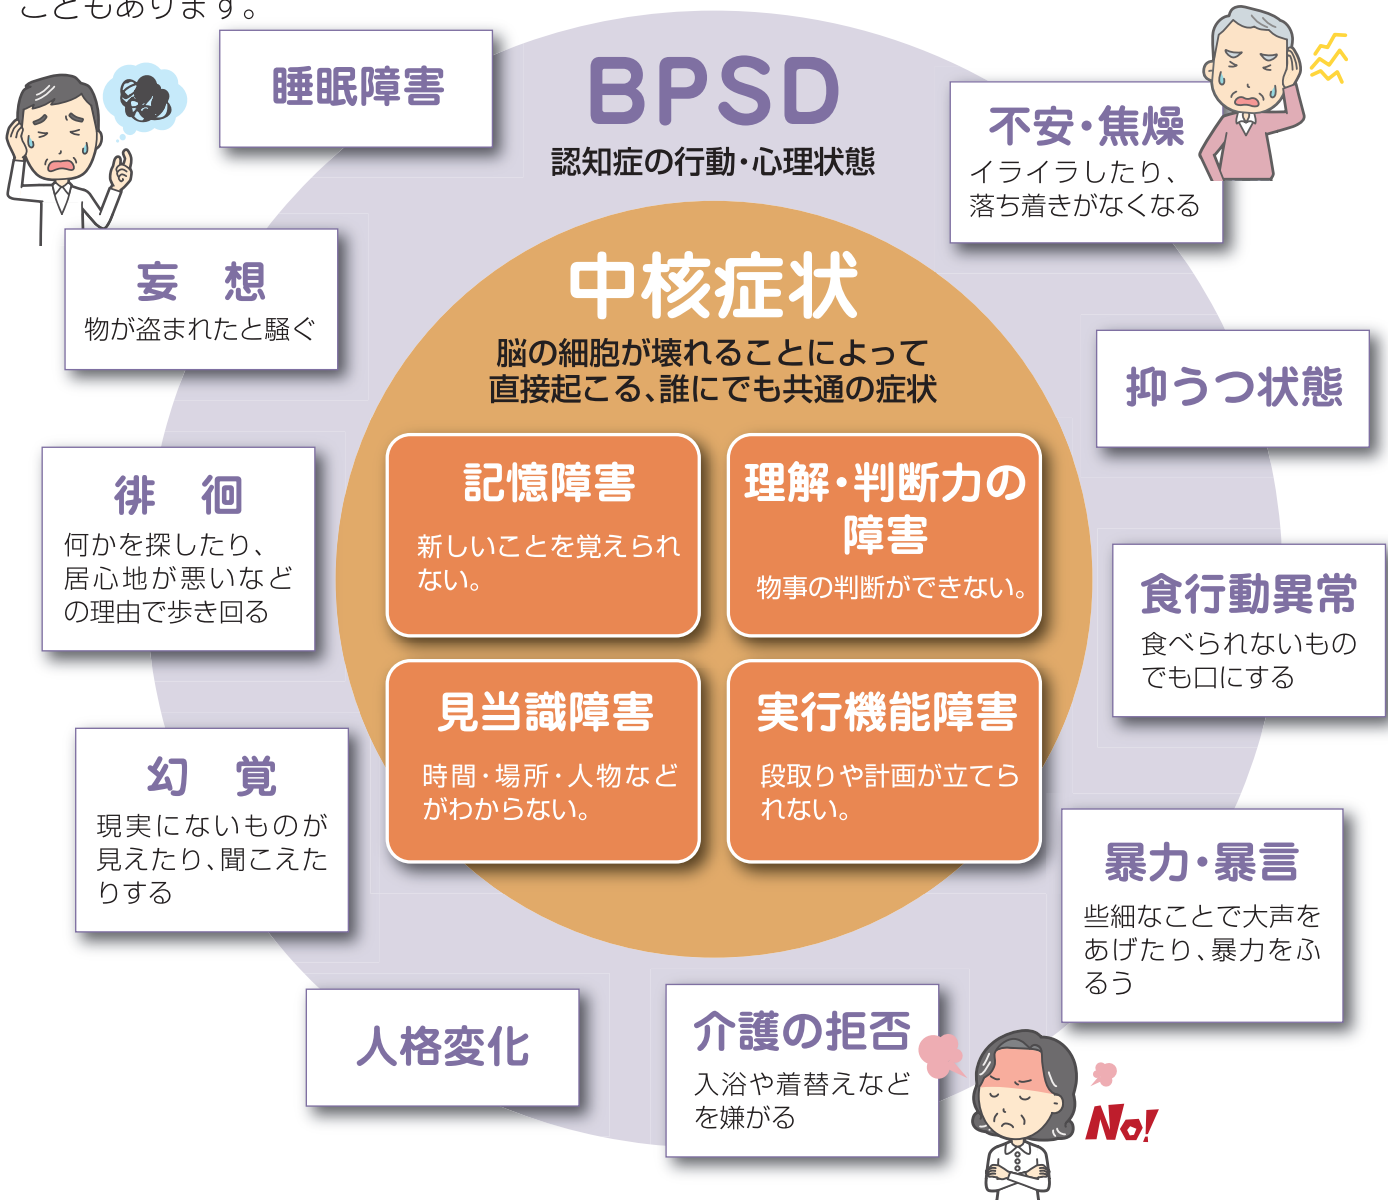 こともあります。
BPSD
認知症の行動・心理状態
睡眠障害
不安・焦燥
イライラしたり、
落ち着きがなくなる
妄　想
物が盗まれたと騒ぐ
中核症状
脳の細胞が壊れることによって
直接起こる、誰にでも共通の症状
抑うつ状態
徘　徊
何かを探したり、
居心地が悪いなど
の理由で歩き回る
記憶障害
新しいことを覚えられ
ない。
理解・判断力の
障害
物事の判断ができない。
食行動異常
食べられないもの
でも口にする
見当識障害
時間・場所・人物など
がわからない。
実行機能障害
段取りや計画が立てら
れない。
幻　覚
現実にないものが
見えたり、聞こえた
りする
暴力・暴言
些細なことで大声を
あげたり、暴力をふ
るう
人格変化
介護の拒否
入浴や着替えなど
を嫌がる
No!